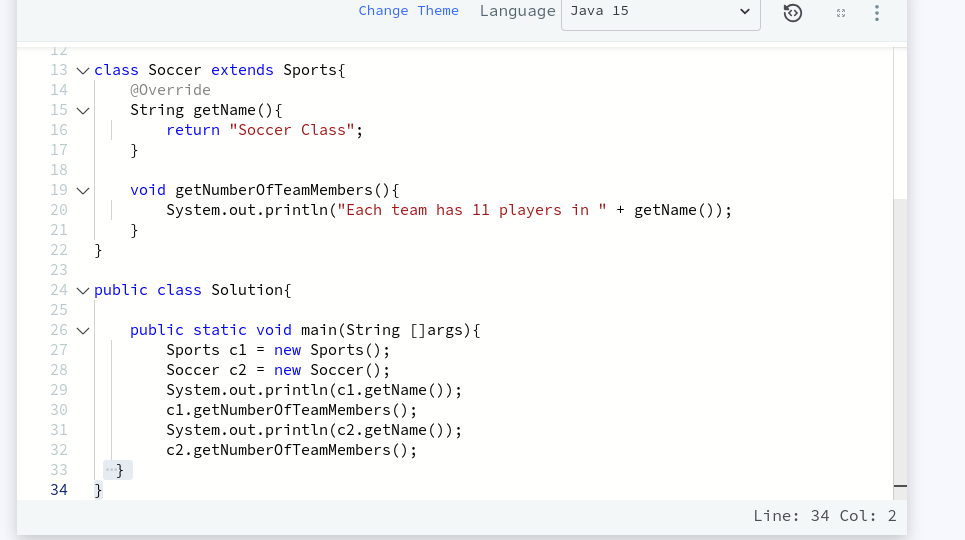 Change Theme Language Java 15
12
13 class Soccer extends Sports{
14 @Override
15 String getName(){
16 return "Soccer Class";
17 }
18
19 void getNumberOfTeamMembers(){
20 System.out.println("Each team has 11 players in " + getName());
21 }
22 }
23
24 public class Solution{
25
26 public static void main(String []args){
27 Sports c1 = new Sports();
28 Soccer c2 = new Soccer();
29 System.out.println(c1.getName());
30 c1.getNumberOfTeamMembers();
31 System.out.println(c2.getName());
32 c2.getNumberOfTeamMembers();
33 }
34 }
Line: 34 Col: 2